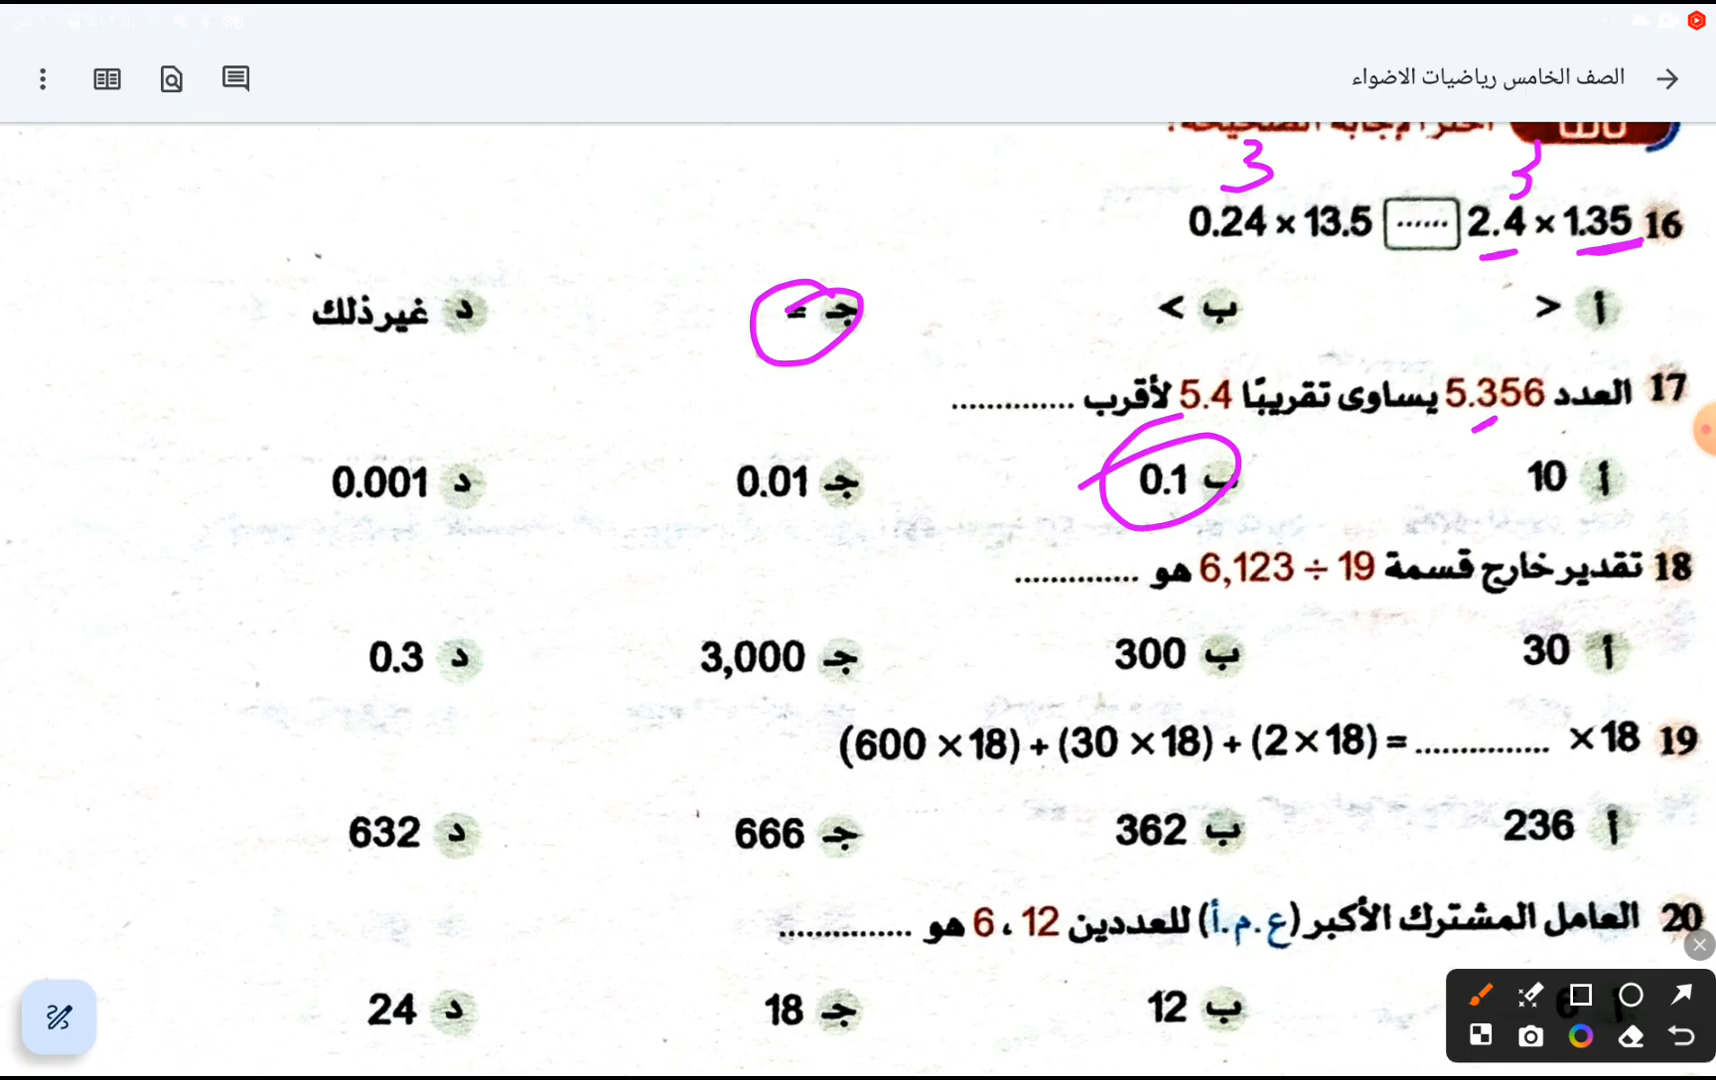 الصف الخامس رياضيات الاضواء
3 3
16 0.24 × 13.5 ...... 2.4 × 1.35
أ > ب < جـ = د غير ذلك
17 العدد 5.356 يساوى تقريبًا 5.4 لأقرب ..............
أ 10 ب 0.1 جـ 0.01 د 0.001
18 تقدير خارج قسمة 19 ÷ 6,123 هو ..............
أ 30 ب 300 جـ 3,000 د 0.3
19 (600 × 18) + (30 × 18) + (2 × 18) = ............... × 18
أ 236 ب 362 جـ 666 د 632
20 العامل المشترك الأكبر (ع.م.أ) للعددين 12 ، 6 هو ...............
أ 6 ب 12 جـ 18 د 24